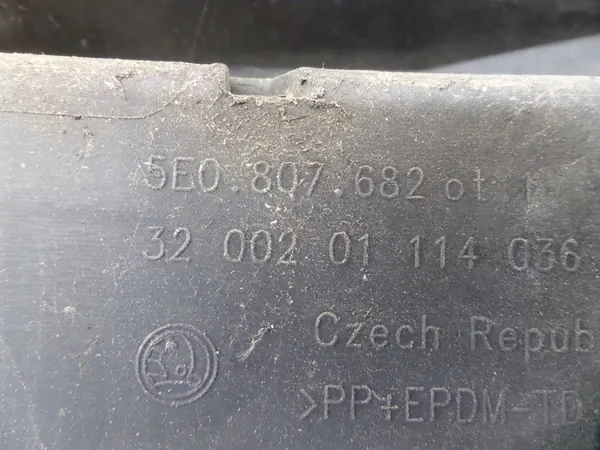 5E0.807.682 ot 1
32 002 01 114 036
Czech Repub
>PP+EPDM-TD